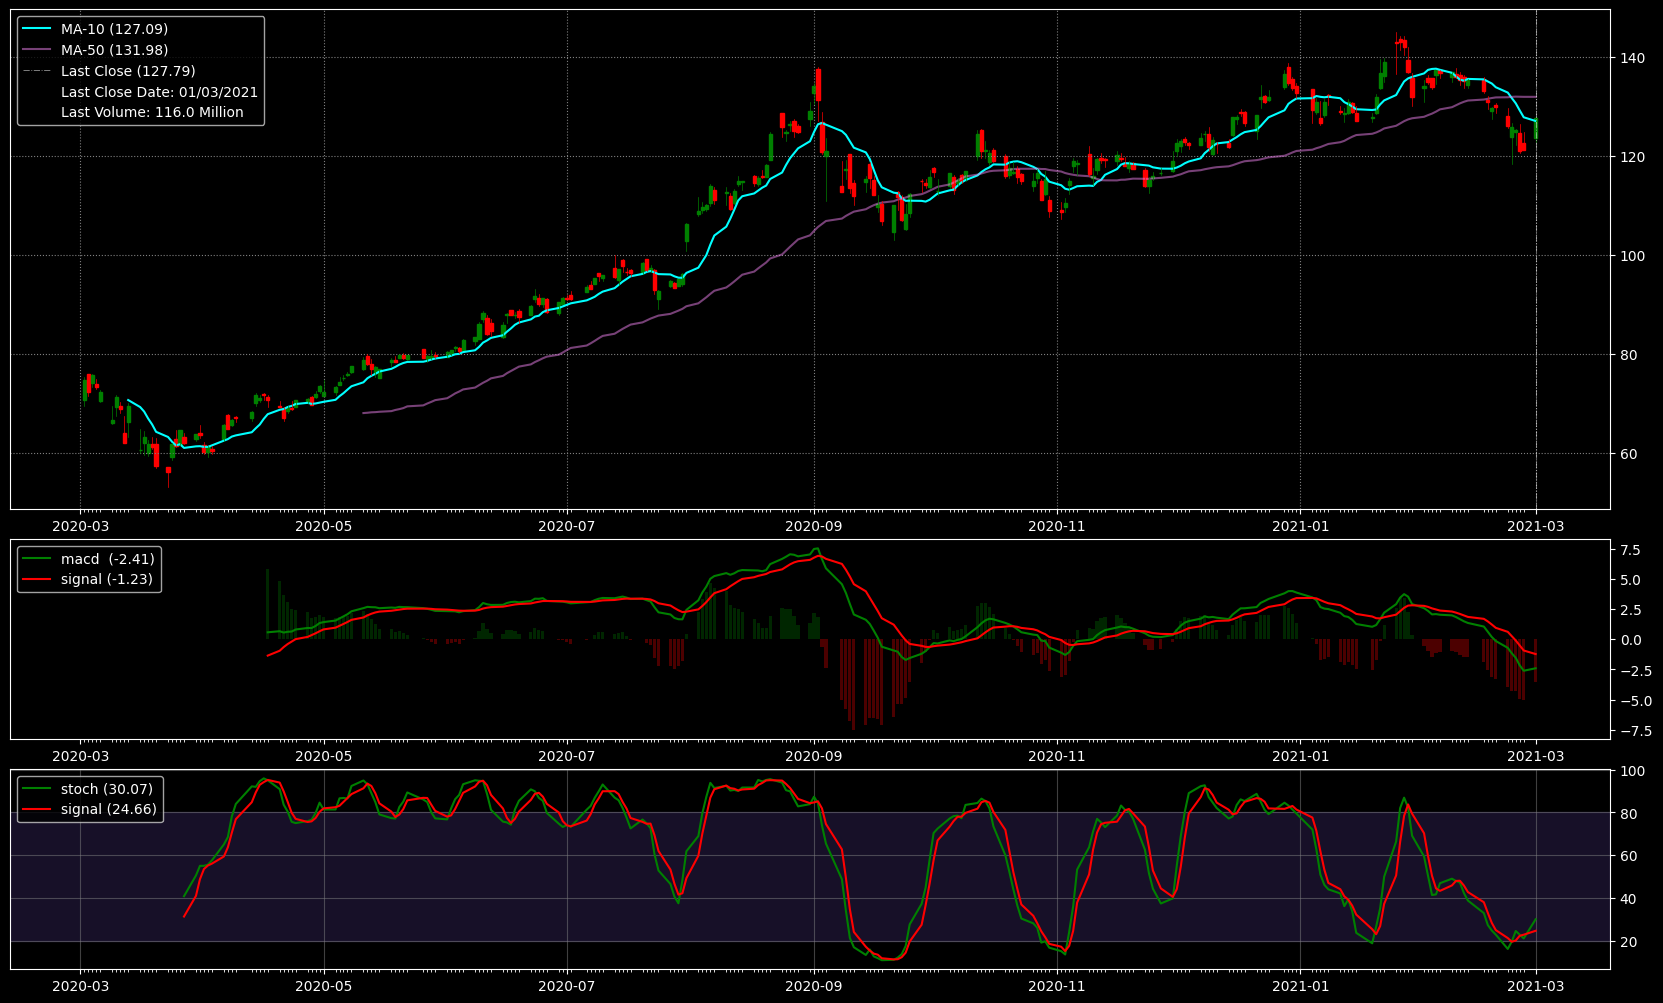 MA-10 (127.09)
MA-50 (131.98)
Last Close (127.79)
Last Close Date: 01/03/2021
Last Volume: 116.0 Million
140
120
100
80
60
2020-03 2020-05 2020-07 2020-09 2020-11 2021-01 2021-03
macd (-2.41)
signal (-1.23)
7.5
5.0
2.5
0.0
−2.5
−5.0
−7.5
2020-03 2020-05 2020-07 2020-09 2020-11 2021-01 2021-03
stoch (30.07)
signal (24.66)
100
80
60
40
20
2020-03 2020-05 2020-07 2020-09 2020-11 2021-01 2021-03